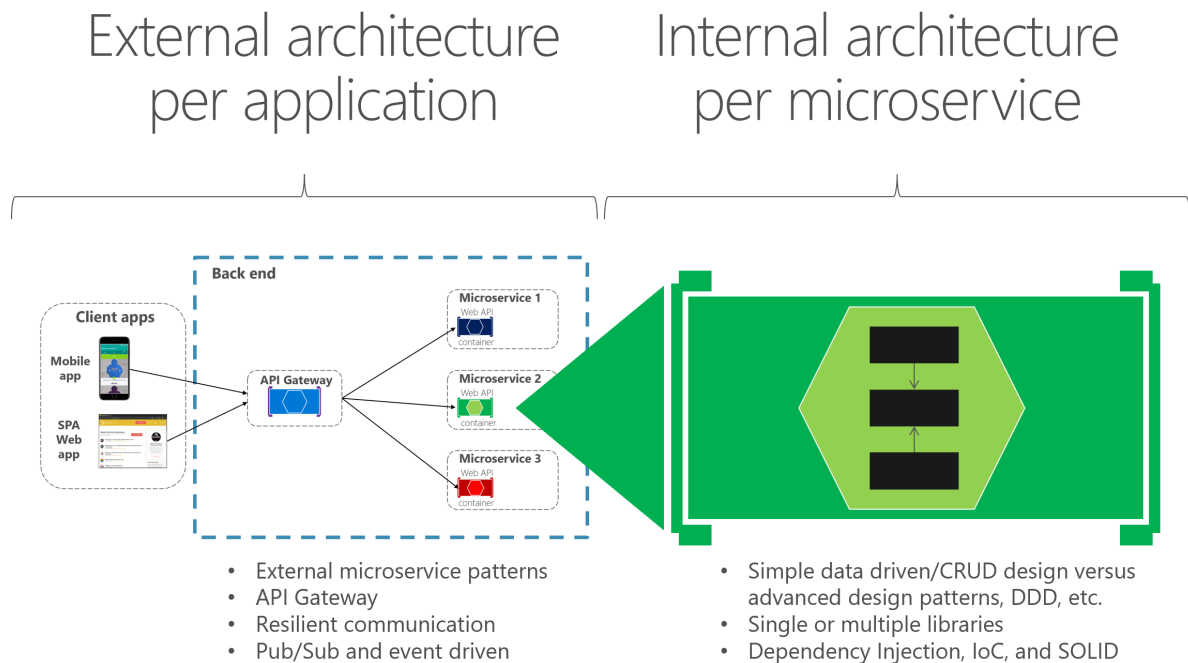 External architecture
per application
Internal architecture
per microservice
Back end
Client apps
Mobile
app
SPA
Web
app
API Gateway
Microservice 1
Web API
container
Microservice 2
Web API
container
Microservice 3
Web API
container
• External microservice patterns
• API Gateway
• Resilient communication
• Pub/Sub and event driven
• Simple data driven/CRUD design versus
advanced design patterns, DDD, etc.
• Single or multiple libraries
• Dependency Injection, IoC, and SOLID